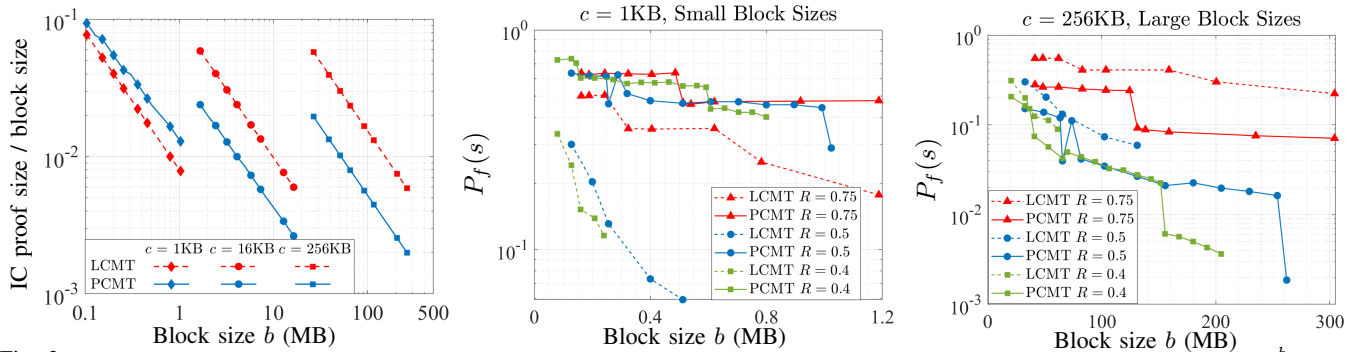 c = 1KB, Small Block Sizes
c = 256KB, Large Block Sizes
IC proof size / block size
10^-1
10^-2
10^-3
0.1
1
10
100
500
Block size b (MB)
c = 1KB c = 16KB c = 256KB
LCMT
PCMT
P_f(s)
10^0
10^-1
0
0.4
0.8
1.2
Block size b (MB)
LCMT R = 0.75
PCMT R = 0.75
LCMT R = 0.5
PCMT R = 0.5
LCMT R = 0.4
PCMT R = 0.4
P_f(s)
10^0
10^-1
10^-2
10^-3
0
100
200
300
Block size b (MB)
LCMT R = 0.75
PCMT R = 0.75
LCMT R = 0.5
PCMT R = 0.5
LCMT R = 0.4
PCMT R = 0.4
b